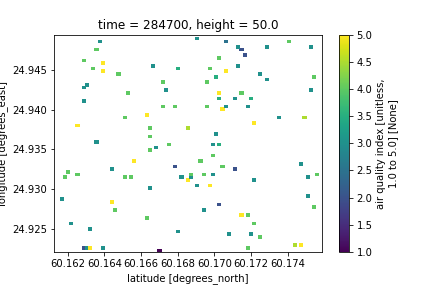 time = 284700, height = 50.0
24.945
24.940
24.935
24.930
24.925
longitude [degrees_east]
60.162 60.164 60.166 60.168 60.170 60.172 60.174
latitude [degrees_north]
5.0
4.5
4.0
3.5
3.0
2.5
2.0
1.5
1.0
air quality index [unitless,
1.0 to 5.0] [None]